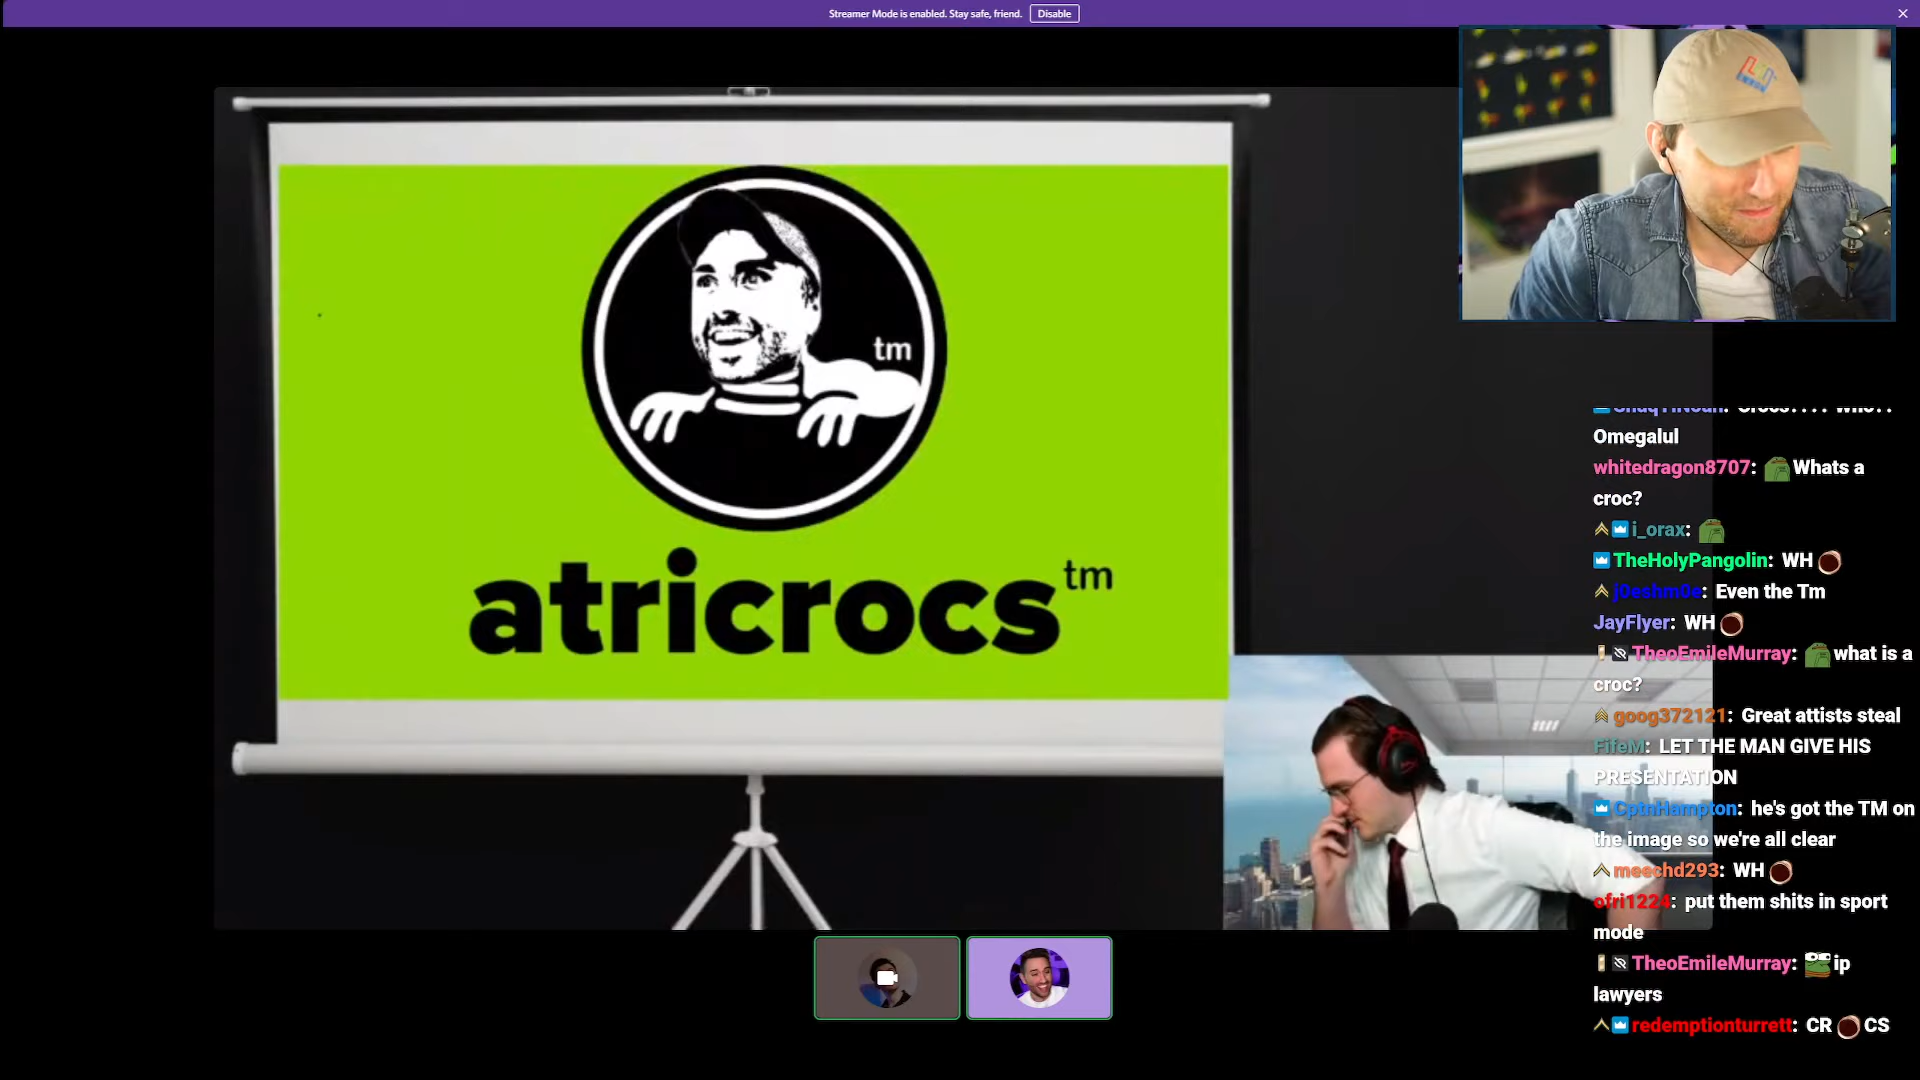 Streamer Mode is enabled. Stay safe, friend. Disable
tm
atricrocs tm
Omegalul
whitedragon8707: Whats a
croc?
i_orax:
TheHolyPangolin: WH
j0eshm0e: Even the Tm
JayFlyer: WH
TheoEmileMurray: what is a
croc?
goog372121: Great attists steal
FifeM: LET THE MAN GIVE HIS
PRESENTATION
CptnHampton: he's got the TM on
the image so we're all clear
meechd293: WH
ofri1224: put them shits in sport
mode
TheoEmileMurray: ip
lawyers
redemptionturrett: CR CS